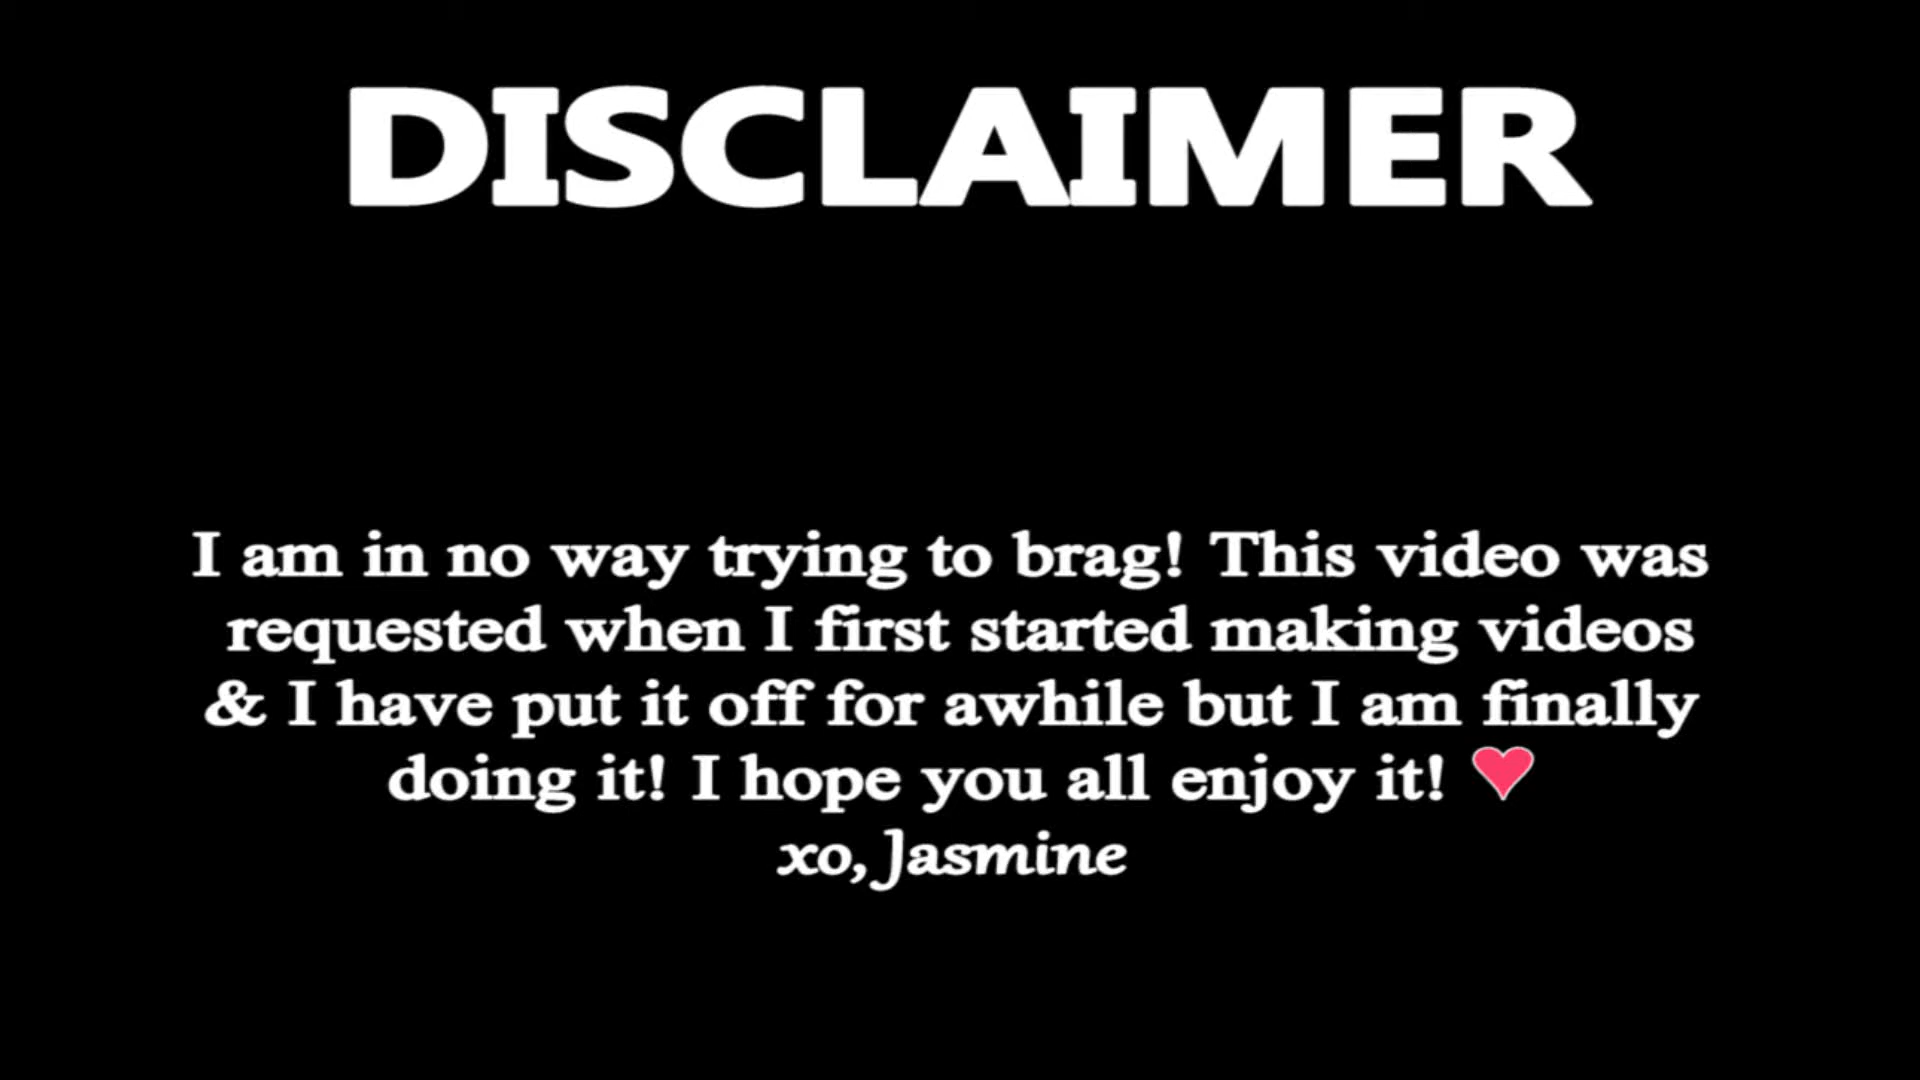 DISCLAIMER
I am in no way trying to brag! This video was
requested when I first started making videos
& I have put it off for awhile but I am finally
doing it! I hope you all enjoy it! ♥
xo, Jasmine